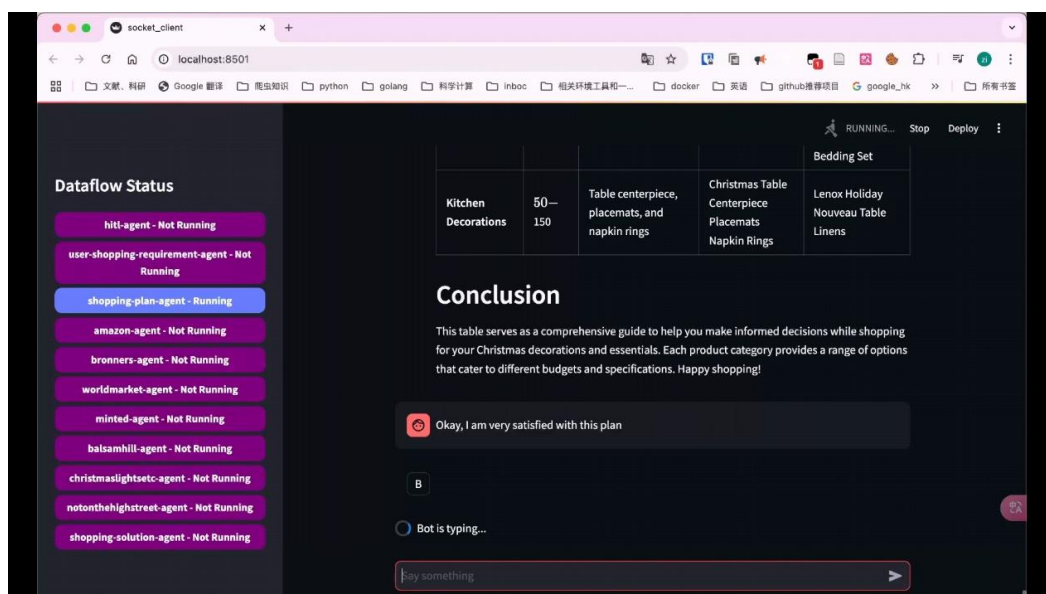 socket_client
localhost:8501
文献、科研
Google 翻译
爬虫知识
python
golang
科学计算
inboc
相关环境工具和一...
docker
英语
github推荐项目
google_hk
所有书签
RUNNING...
Stop
Deploy
Dataflow Status
hitl-agent - Not Running
user-shopping-requirement-agent - Not
Running
shopping-plan-agent - Running
amazon-agent - Not Running
bronners-agent - Not Running
worldmarket-agent - Not Running
minted-agent - Not Running
balsamhill-agent - Not Running
christmaslightsetc-agent - Not Running
notonthehighstreet-agent - Not Running
shopping-solution-agent - Not Running
Bedding Set
Kitchen
Decorations
50–
150
Table centerpiece,
placemats, and
napkin rings
Christmas Table
Centerpiece
Placemats
Napkin Rings
Lenox Holiday
Nouveau Table
Linens
Conclusion
This table serves as a comprehensive guide to help you make informed decisions while shopping
for your Christmas decorations and essentials. Each product category provides a range of options
that cater to different budgets and specifications. Happy shopping!
Okay, I am very satisfied with this plan
B
Bot is typing...
Say something